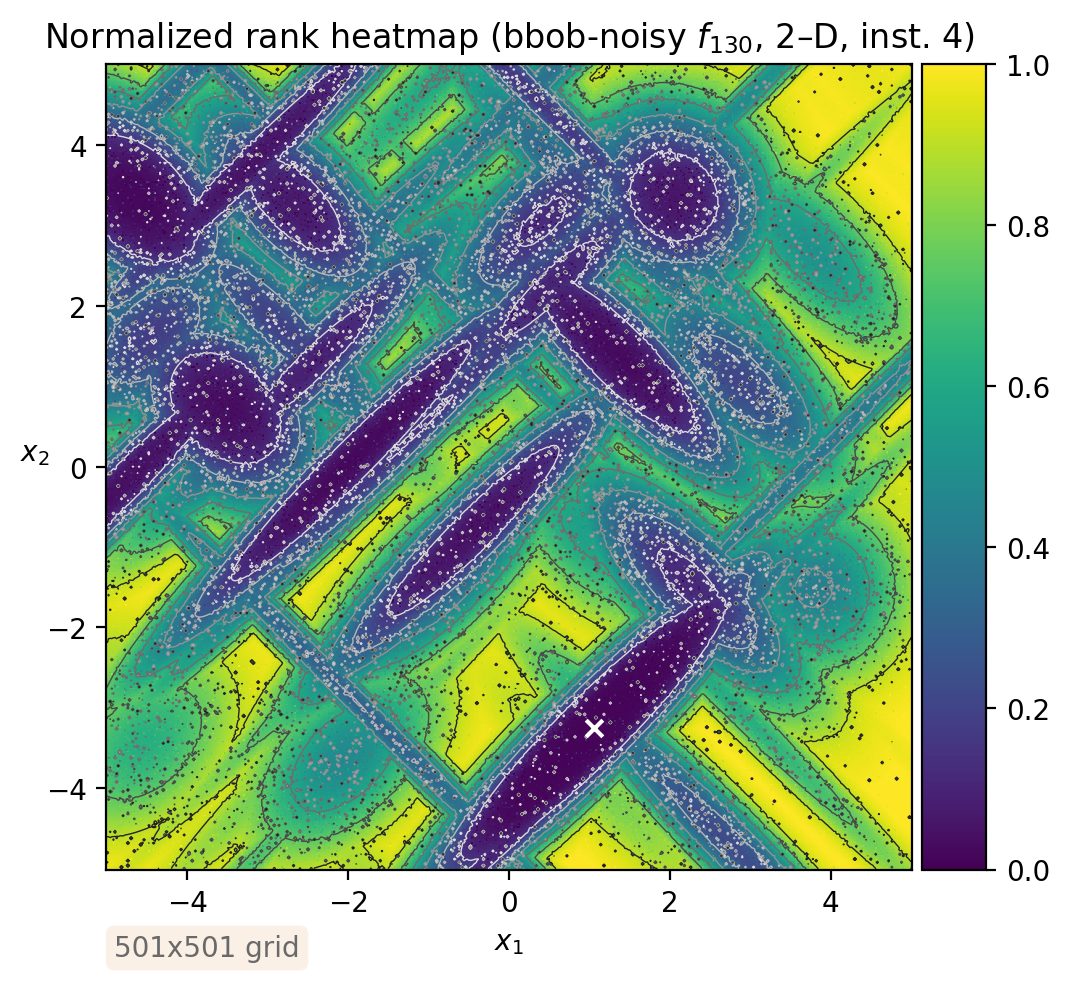 Normalized rank heatmap (bbob-noisy f130, 2–D, inst. 4)
1.0
0.8
0.6
0.4
0.2
0.0
4
2
0
−2
−4
x2
−4 −2 0 2 4
x1
501x501 grid